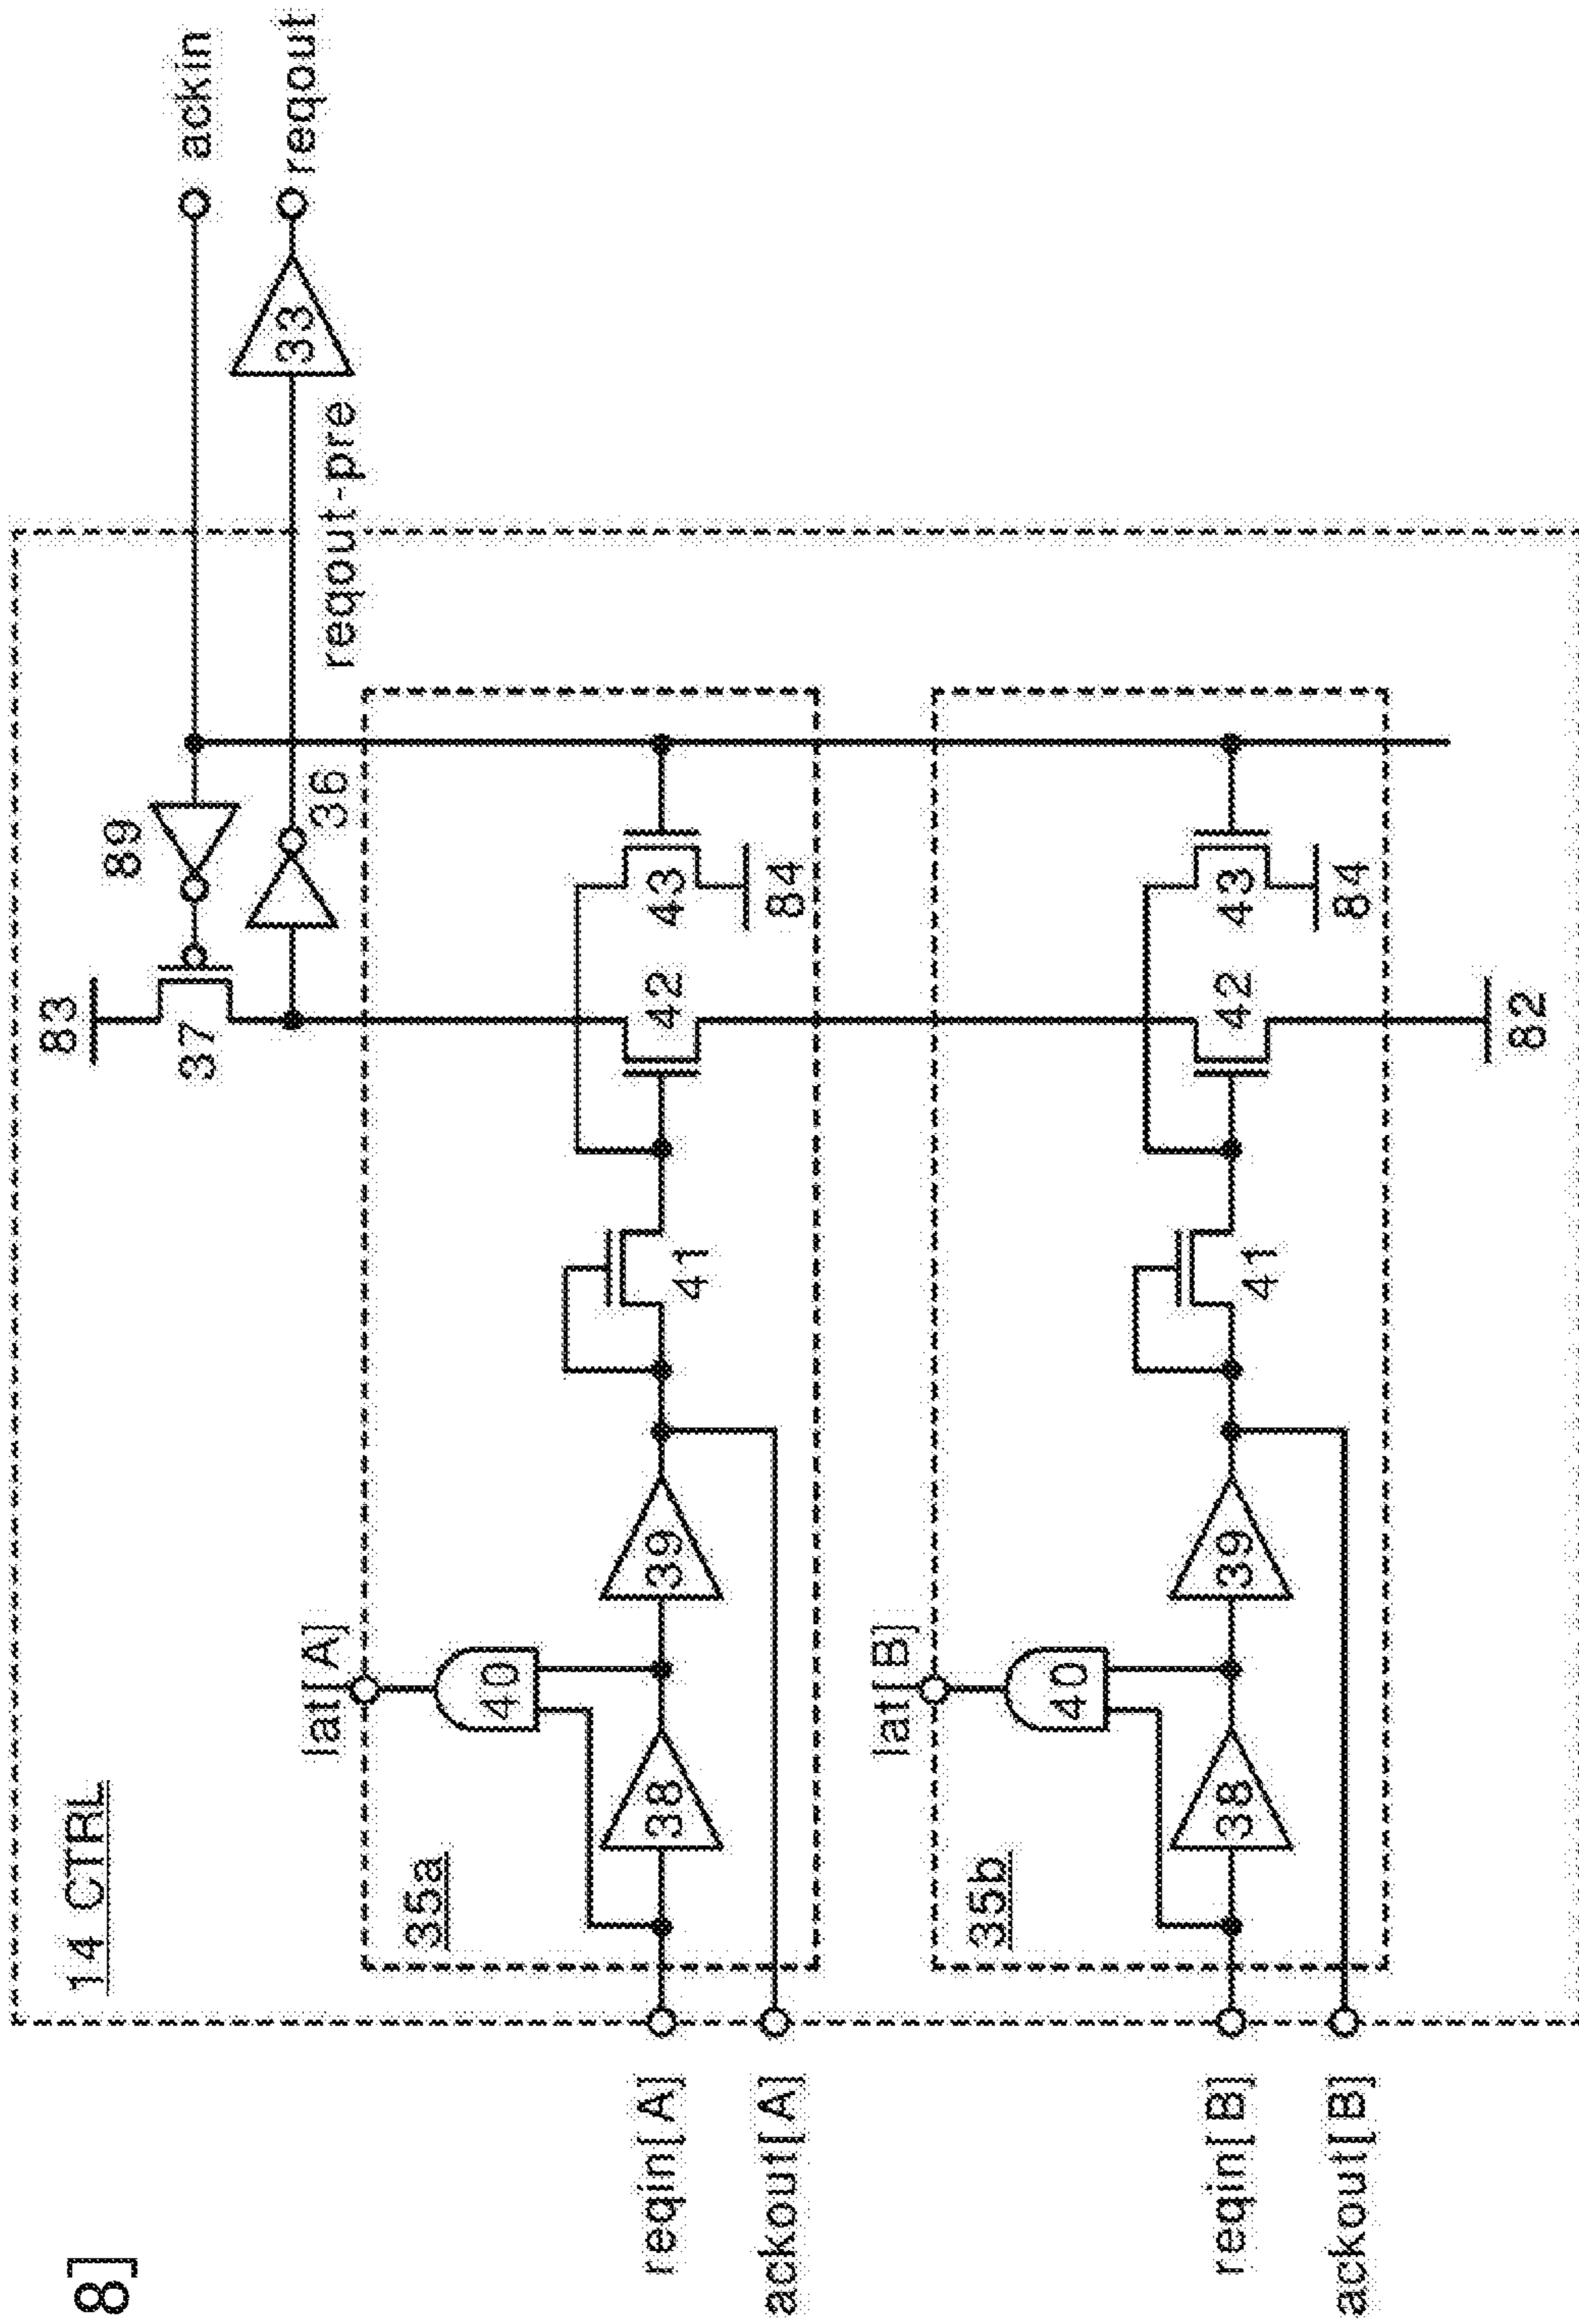 8]
14 CTRL
83
89
37
36
ackin
reqout-pre
33
reqout
lat[A]
35a
40
38
39
41
42
43
84
reqin[A]
ackout[A]
lat[B]
35b
40
38
39
41
42
43
84
82
reqin[B]
ackout[B]